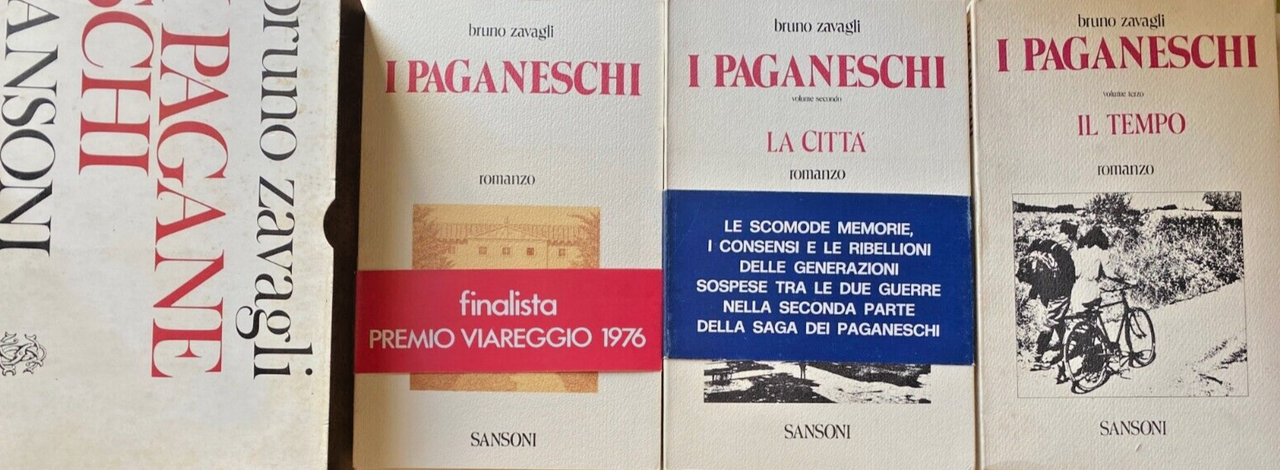 bruno zavagli
I PAGANE
SCHI
SANSONI
bruno zavagli
I PAGANESCHI
romanzo
finalista
PREMIO VIAREGGIO 1976
SANSONI
bruno zavagli
I PAGANESCHI
volume secondo
LA CITTÁ
romanzo
LE SCOMODE MEMORIE,
I CONSENSI E LE RIBELLIONI
DELLE GENERAZIONI
SOSPESE TRA LE DUE GUERRE
NELLA SECONDA PARTE
DELLA SAGA DEI PAGANESCHI
SANSONI
bruno zavagli
I PAGANESCHI
volume terzo
IL TEMPO
romanzo
SANSONI